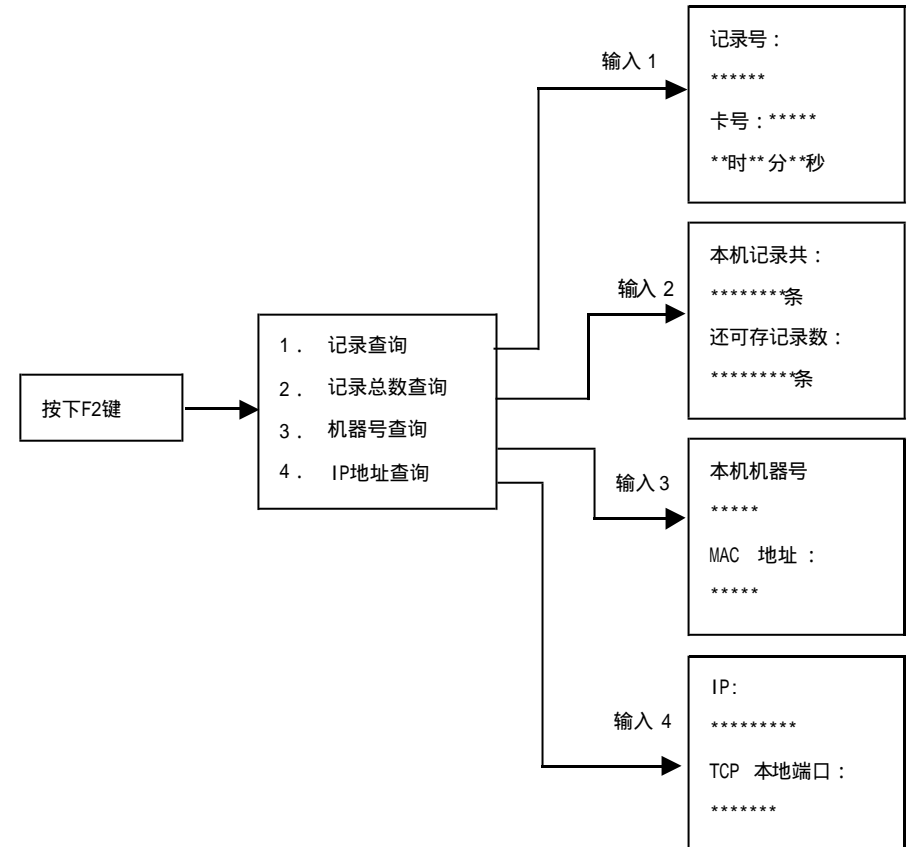 按下F2键
1． 记录查询
2． 记录总数查询
3． 机器号查询
4． IP地址查询
输入 1
记录号：
******
卡号：*****
**时**分**秒
输入 2
本机记录共：
********条
还可存记录数：
*********条
输入 3
本机机器号
*****
MAC 地址：
*****
输入 4
IP:
*********
TCP 本地端口：
*******